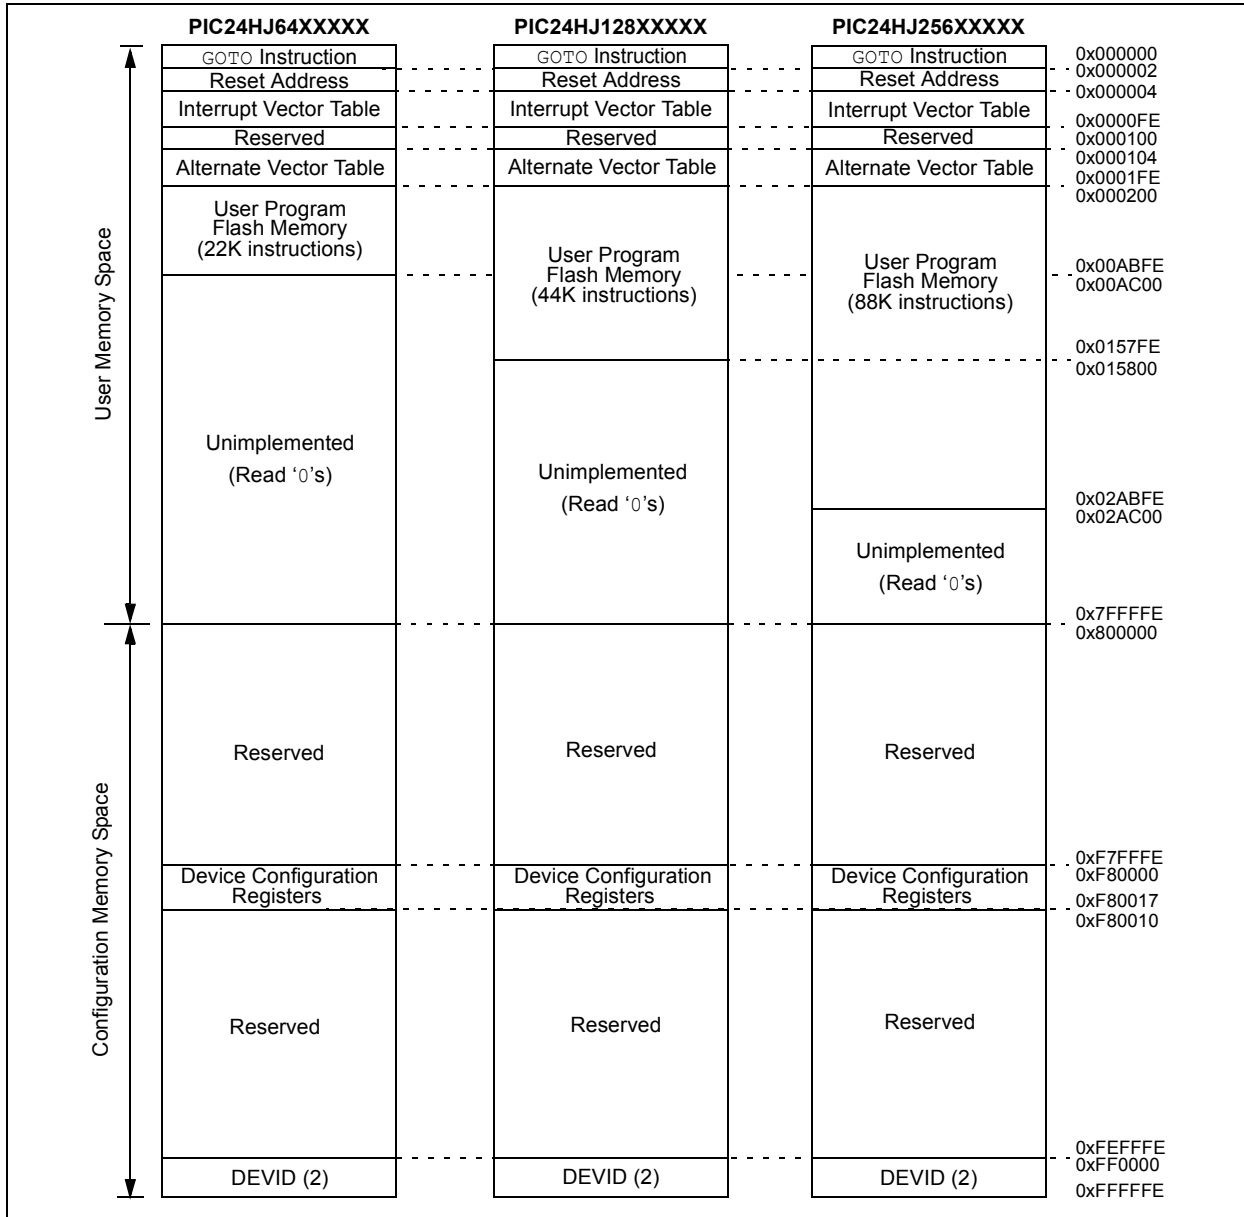 PIC24HJ64XXXXX
PIC24HJ128XXXXX
PIC24HJ256XXXXX
User Memory Space
Configuration Memory Space
GOTO Instruction
Reset Address
Interrupt Vector Table
Reserved
Alternate Vector Table
User Program
Flash Memory
(22K instructions)
Unimplemented
(Read ‘0’s)
Reserved
Device Configuration
Registers
Reserved
DEVID (2)
GOTO Instruction
Reset Address
Interrupt Vector Table
Reserved
Alternate Vector Table
User Program
Flash Memory
(44K instructions)
Unimplemented
(Read ‘0’s)
Reserved
Device Configuration
Registers
Reserved
DEVID (2)
GOTO Instruction
Reset Address
Interrupt Vector Table
Reserved
Alternate Vector Table
User Program
Flash Memory
(88K instructions)
Unimplemented
(Read ‘0’s)
Reserved
Device Configuration
Registers
Reserved
DEVID (2)
0x000000
0x000002
0x000004
0x0000FE
0x000100
0x000104
0x0001FE
0x000200
0x00ABFE
0x00AC00
0x0157FE
0x015800
0x02ABFE
0x02AC00
0x7FFFFE
0x800000
0xF7FFFE
0xF80000
0xF80017
0xF80010
0xFEFFFE
0xFF0000
0xFFFFFE